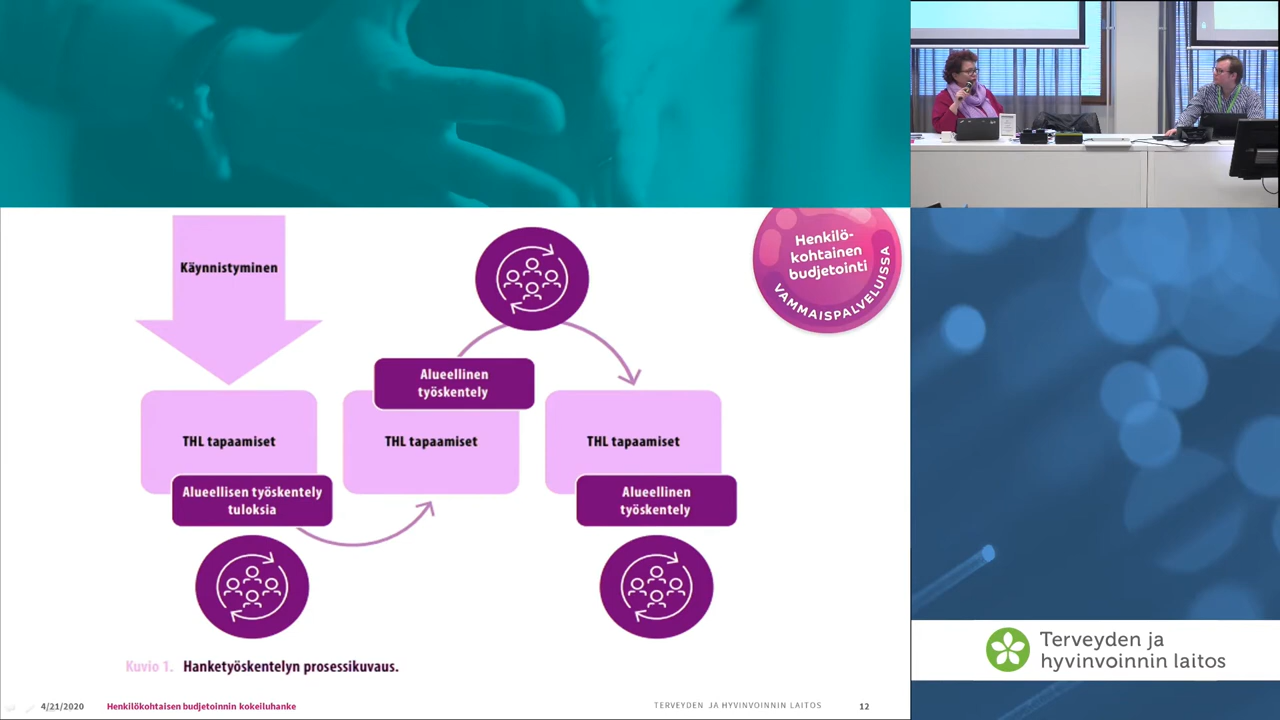 Käynnistyminen
Henkilö-
kohtainen
budjetointi
VAMMAISPALVELUISSA
Alueellinen
työskentely
THL tapaamiset
THL tapaamiset
THL tapaamiset
Alueellisen työskentely
tuloksia
Alueellinen
työskentely
Kuvio 1. Hanketyöskentelyn prosessikuvaus.
4/21/2020
Henkilökohtaisen budjetoinnin kokeiluhanke
TERVEYDEN JA HYVINVOINNIN LAITOS
12
Terveyden ja
hyvinvoinnin laitos